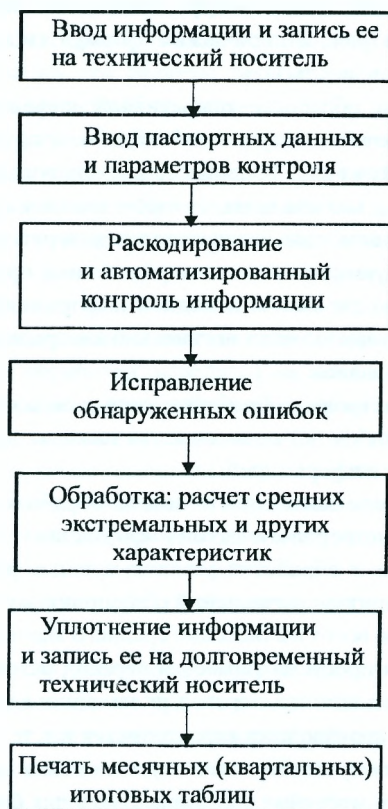 Ввод информации и запись ее
на технический носитель
Ввод паспортных данных
и параметров контроля
Раскодирование
и автоматизированный
контроль информации
Исправление
обнаруженных ошибок
Обработка: расчет средних
экстремальных и других
характеристик
Уплотнение информации
и запись ее на долговременный
технический носитель
Печать месячных (квартальных)
итоговых таблиц